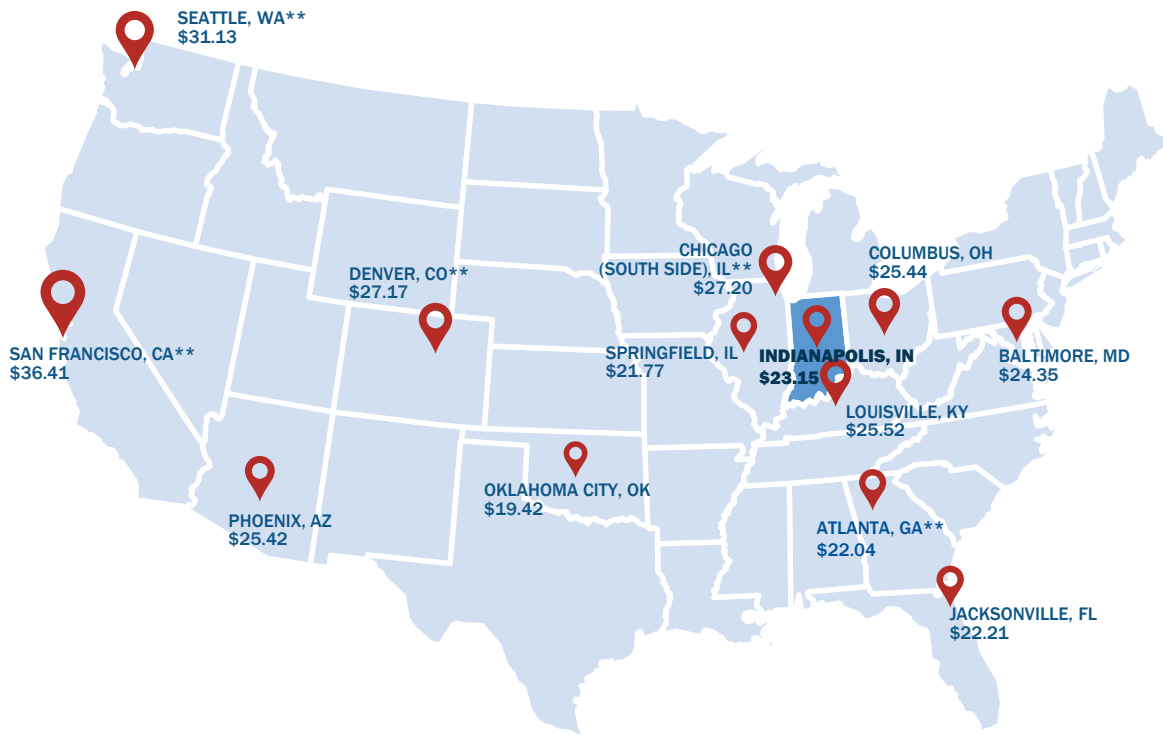 SEATTLE, WA**
$31.13
CHICAGO
(SOUTH SIDE), IL**
$27.20
COLUMBUS, OH
$25.44
DENVER, CO**
$27.17
SAN FRANCISCO, CA**
$36.41
SPRINGFIELD, IL
$21.77
INDIANAPOLIS, IN
$23.15
BALTIMORE, MD
$24.35
LOUISVILLE, KY
$25.52
OKLAHOMA CITY, OK
$19.42
PHOENIX, AZ
$25.42
ATLANTA, GA**
$22.04
JACKSONVILLE, FL
$22.21